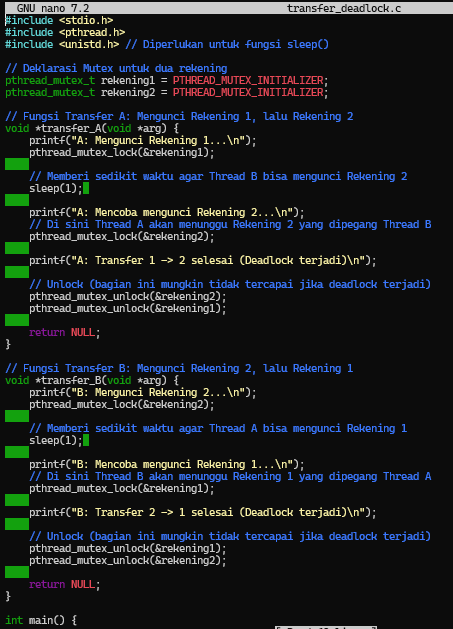 GNU nano 7.2 transfer_deadlock.c
#include <stdio.h>
#include <pthread.h>
#include <unistd.h> // Diperlukan untuk fungsi sleep()
// Deklarasi Mutex untuk dua rekening
pthread_mutex_t rekening1 = PTHREAD_MUTEX_INITIALIZER;
pthread_mutex_t rekening2 = PTHREAD_MUTEX_INITIALIZER;
// Fungsi Transfer A: Mengunci Rekening 1, lalu Rekening 2
void *transfer_A(void *arg) {
printf("A: Mengunci Rekening 1...\n");
pthread_mutex_lock(&rekening1);
// Memberi sedikit waktu agar Thread B bisa mengunci Rekening 2
sleep(1);
printf("A: Mencoba mengunci Rekening 2...\n");
// Di sini Thread A akan menunggu Rekening 2 yang dipegang Thread B
pthread_mutex_lock(&rekening2);
printf("A: Transfer 1 -> 2 selesai (Deadlock terjadi)\n");
// Unlock (bagian ini mungkin tidak tercapai jika deadlock terjadi)
pthread_mutex_unlock(&rekening2);
pthread_mutex_unlock(&rekening1);
return NULL;
}
// Fungsi Transfer B: Mengunci Rekening 2, lalu Rekening 1
void *transfer_B(void *arg) {
printf("B: Mengunci Rekening 2...\n");
pthread_mutex_lock(&rekening2);
// Memberi sedikit waktu agar Thread A bisa mengunci Rekening 1
sleep(1);
printf("B: Mencoba mengunci Rekening 1...\n");
// Di sini Thread B akan menunggu Rekening 1 yang dipegang Thread A
pthread_mutex_lock(&rekening1);
printf("B: Transfer 2 -> 1 selesai (Deadlock terjadi)\n");
// Unlock (bagian ini mungkin tidak tercapai jika deadlock terjadi)
pthread_mutex_unlock(&rekening1);
pthread_mutex_unlock(&rekening2);
return NULL;
}
int main() {